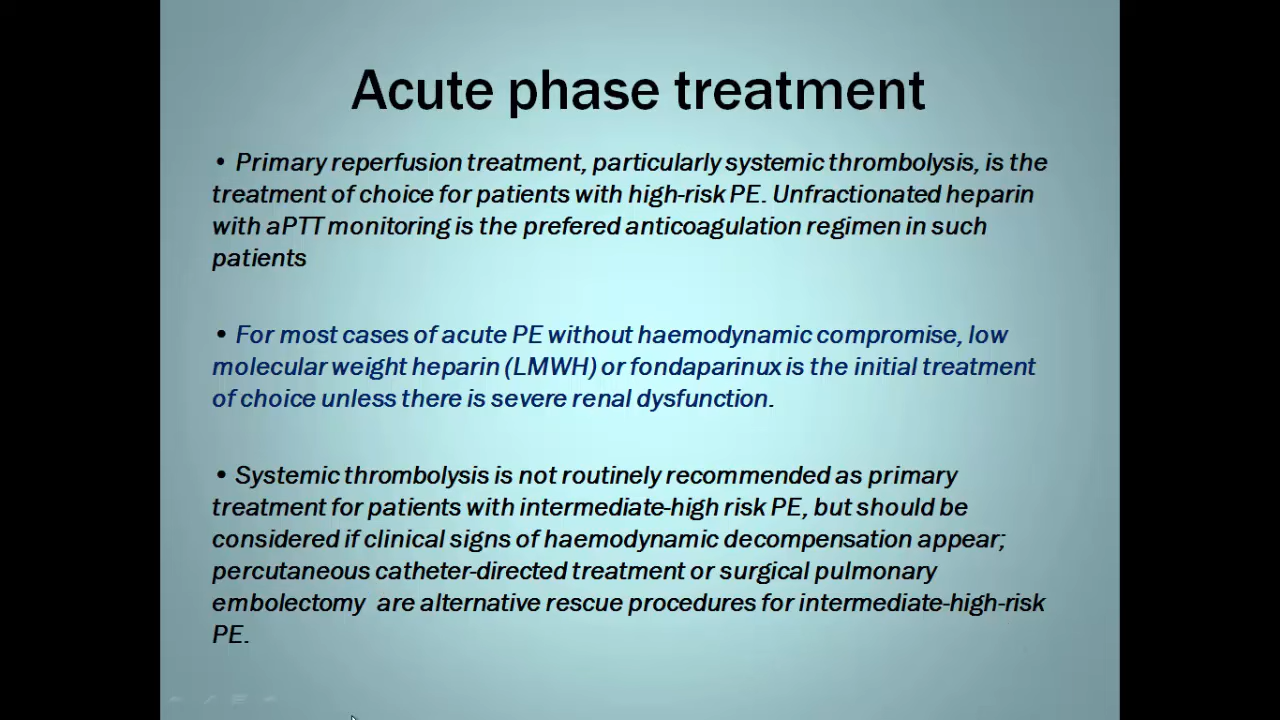 Acute phase treatment
• Primary reperfusion treatment, particularly systemic thrombolysis, is the
treatment of choice for patients with high-risk PE. Unfractionated heparin
with aPTT monitoring is the prefered anticoagulation regimen in such
patients
• For most cases of acute PE without haemodynamic compromise, low
molecular weight heparin (LMWH) or fondaparinux is the initial treatment
of choice unless there is severe renal dysfunction.
• Systemic thrombolysis is not routinely recommended as primary
treatment for patients with intermediate-high risk PE, but should be
considered if clinical signs of haemodynamic decompensation appear;
percutaneous catheter-directed treatment or surgical pulmonary
embolectomy are alternative rescue procedures for intermediate-high-risk
PE.